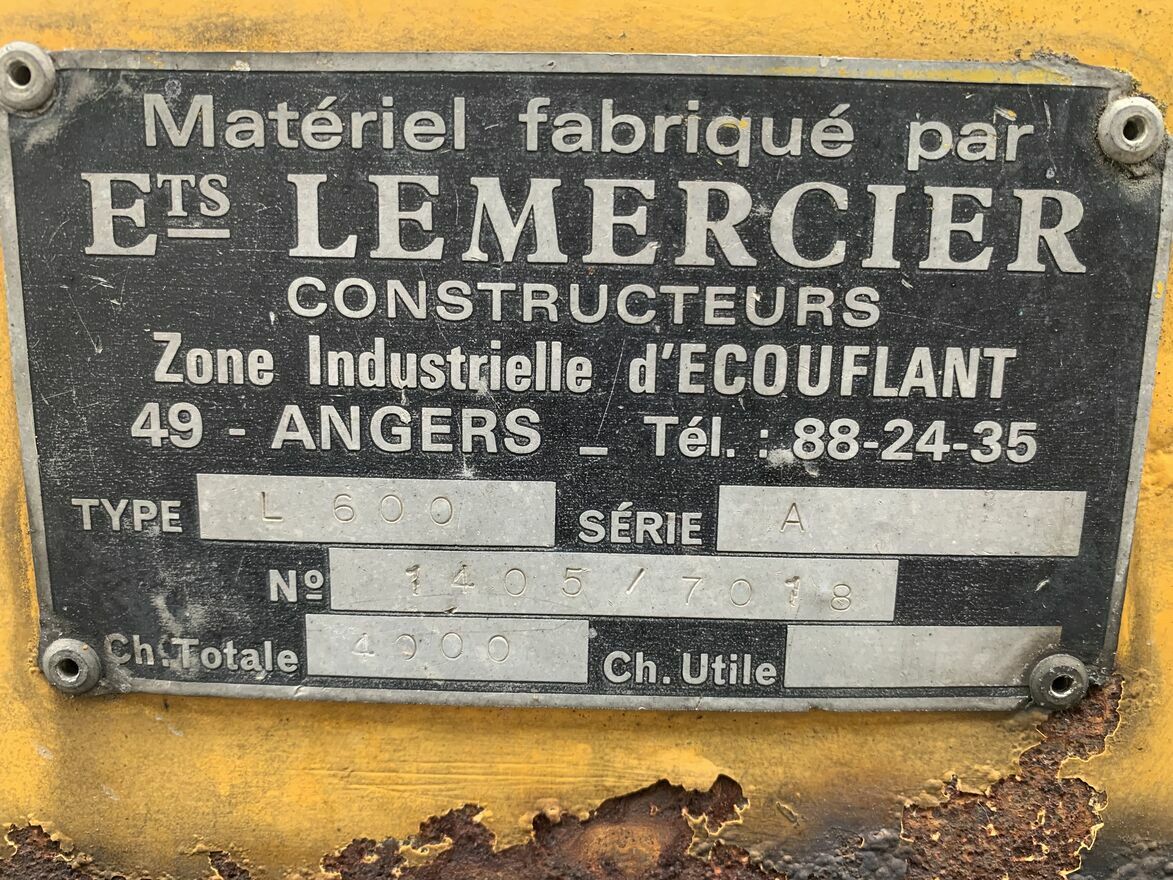 Matériel fabriqué par
ETS LEMERCIER
CONSTRUCTEURS
Zone Industrielle d'ECOUFLANT
49 - ANGERS _ Tél. : 88-24-35
TYPE L 600 SÉRIE A
Nº 1405/7018
Ch. Totale 4000 Ch. Utile